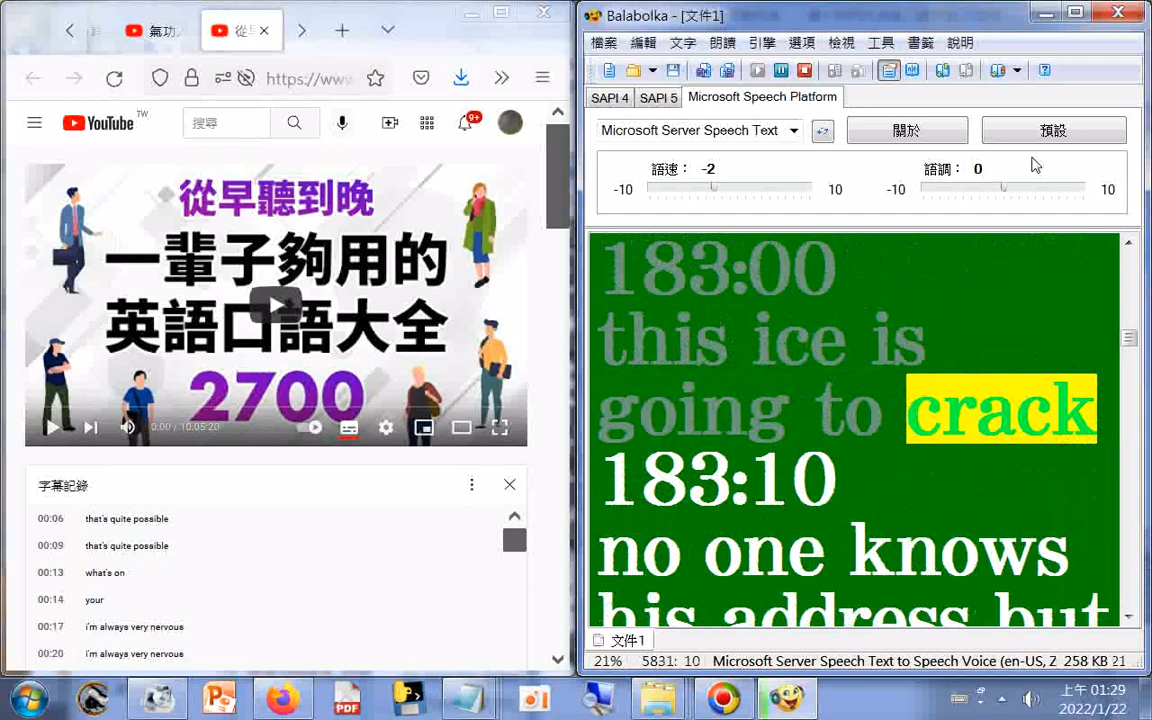 氣功
從
https://www
YouTube
TW
搜尋
9+
從早聽到晚
一輩子夠用的
英語口語大全
2700
0:00 / 10:05:20
字幕記錄
00:06 that's quite possible
00:09 that's quite possible
00:13 what's on
00:14 your
00:17 i'm always very nervous
00:20 i'm always very nervous
Balabolka - [文件1]
檔案 編輯 文字 朗讀 引擎 選項 檢視 工具 書籤 說明
SAPI 4 SAPI 5 Microsoft Speech Platform
Microsoft Server Speech Text
關於
預設
語速： -2
-10 10
語調： 0
-10 10
183:00
this ice is
going to crack
183:10
no one knows
his address but
文件1
21% 5831: 10 Microsoft Server Speech Text to Speech Voice (en-US, Z 258 KB 21
PDF
上午 01:29
2022/1/22